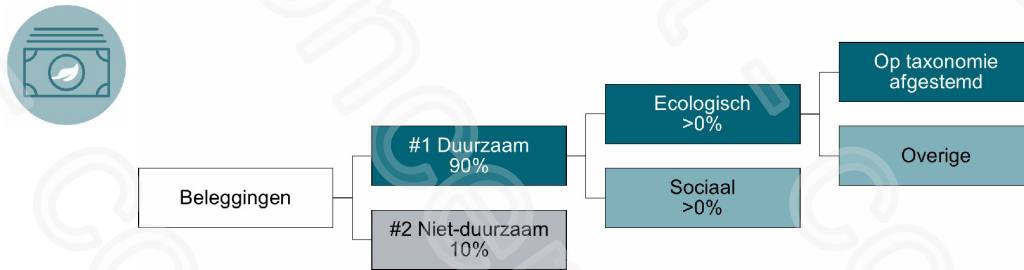 Op taxonomie
afgestemd
Ecologisch
>0%
#1 Duurzaam
90%
Overige
Sociaal
>0%
Beleggingen
#2 Niet-duurzaam
10%